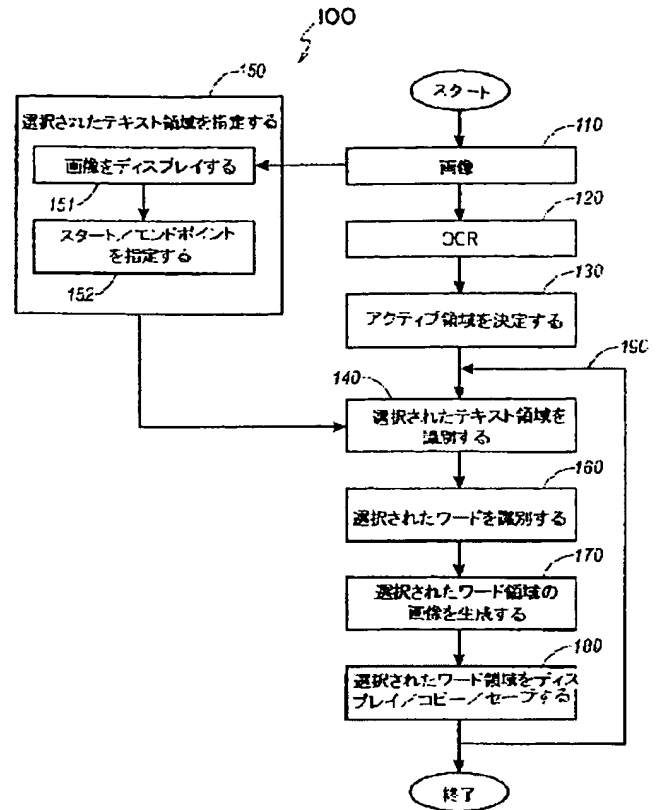 100
150
選択されたテキスト領域を指定する
画像をディスプレイする
151
スタート／エンドポイント
を指定する
152
スタート
110
画像
120
OCR
130
アクティブ領域を決定する
190
140
選択されたテキスト領域を
識別する
160
選択されたワードを識別する
170
選択されたワード領域の
画像を生成する
180
選択されたワード領域をディス
プレイ／コピー／セーブする
終了